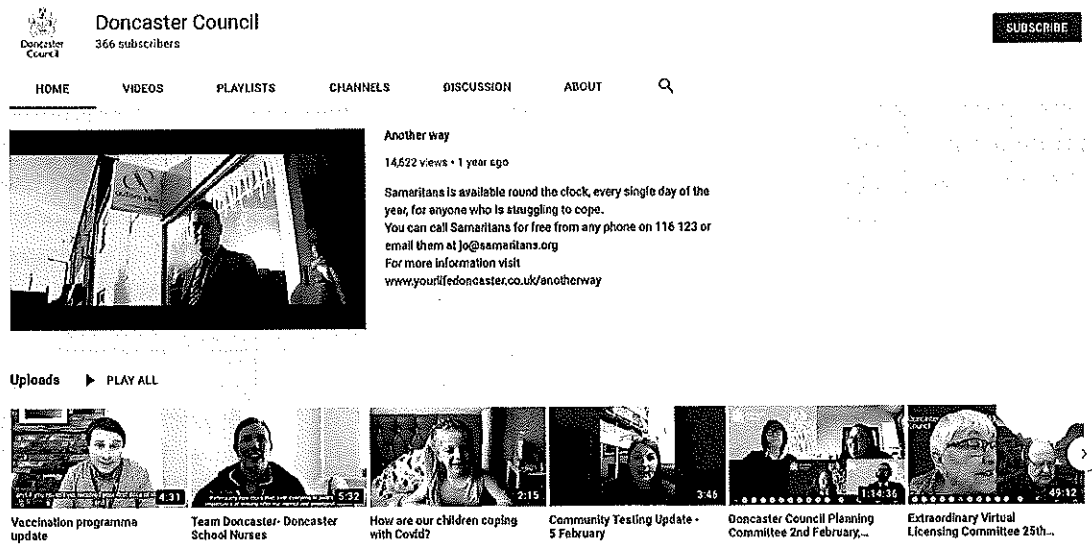 Doncaster
Council
Doncaster Council
366 subscribers
SUBSCRIBE
HOME VIDEOS PLAYLISTS CHANNELS DISCUSSION ABOUT
Another way
14,622 views • 1 year ago
Samaritans is available round the clock, every single day of the
year, for anyone who is struggling to cope.
You can call Samaritans for free from any phone on 116 123 or
email them at jo@samaritans.org
For more information visit
www.yourlifedoncaster.co.uk/anotherway
Uploads ▶ PLAY ALL
4:31
5:32
2:15
3:46
1:14:36
Doncaster
Council
49:12
Vaccination programme
update
Team Doncaster- Doncaster
School Nurses
How are our children coping
with Covid?
Community Testing Update -
5 February
Doncaster Council Planning
Committee 2nd February,...
Extraordinary Virtual
Licensing Committee 25th...